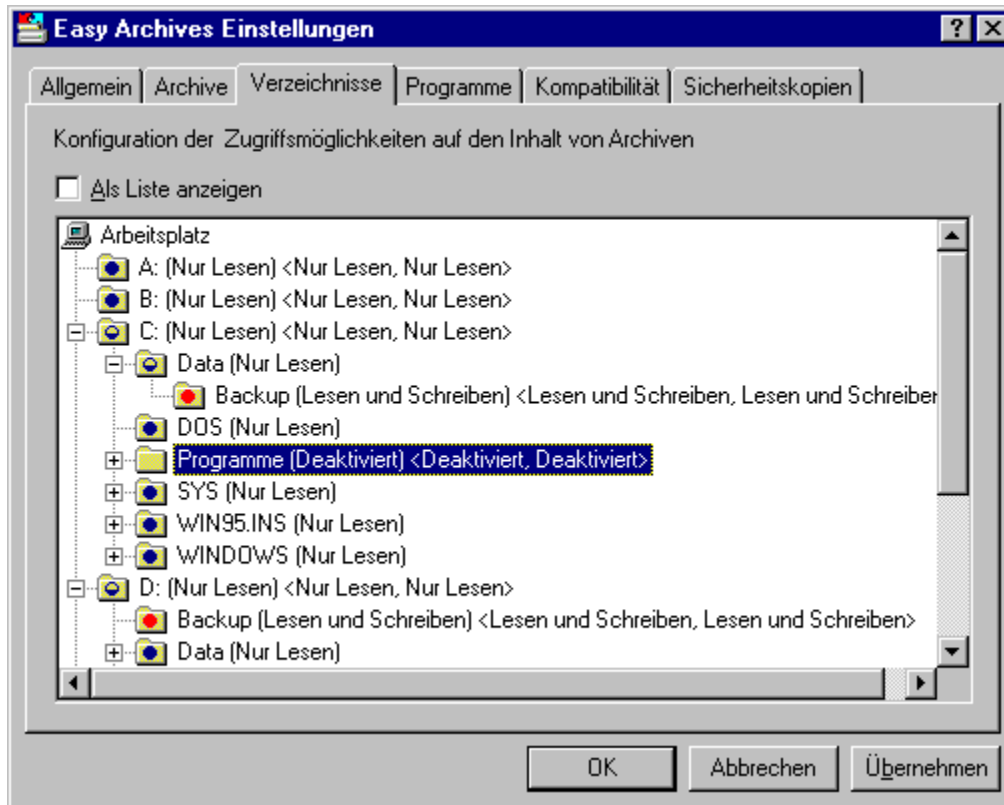 Easy Archives Einstellungen
Allgemein Archive Verzeichnisse Programme Kompatibilität Sicherheitskopien
Konfiguration der Zugriffsmöglichkeiten auf den Inhalt von Archiven
Als Liste anzeigen
Arbeitsplatz
A: (Nur Lesen) <Nur Lesen, Nur Lesen>
B: (Nur Lesen) <Nur Lesen, Nur Lesen>
C: (Nur Lesen) <Nur Lesen, Nur Lesen>
Data (Nur Lesen)
Backup (Lesen und Schreiben) <Lesen und Schreiben, Lesen und Schreiber
DOS (Nur Lesen)
Programme (Deaktiviert) <Deaktiviert, Deaktiviert>
SYS (Nur Lesen)
WIN95.INS (Nur Lesen)
WINDOWS (Nur Lesen)
D: (Nur Lesen) <Nur Lesen, Nur Lesen>
Backup (Lesen und Schreiben) <Lesen und Schreiben, Lesen und Schreiben>
Data (Nur Lesen)
OK Abbrechen Übernehmen